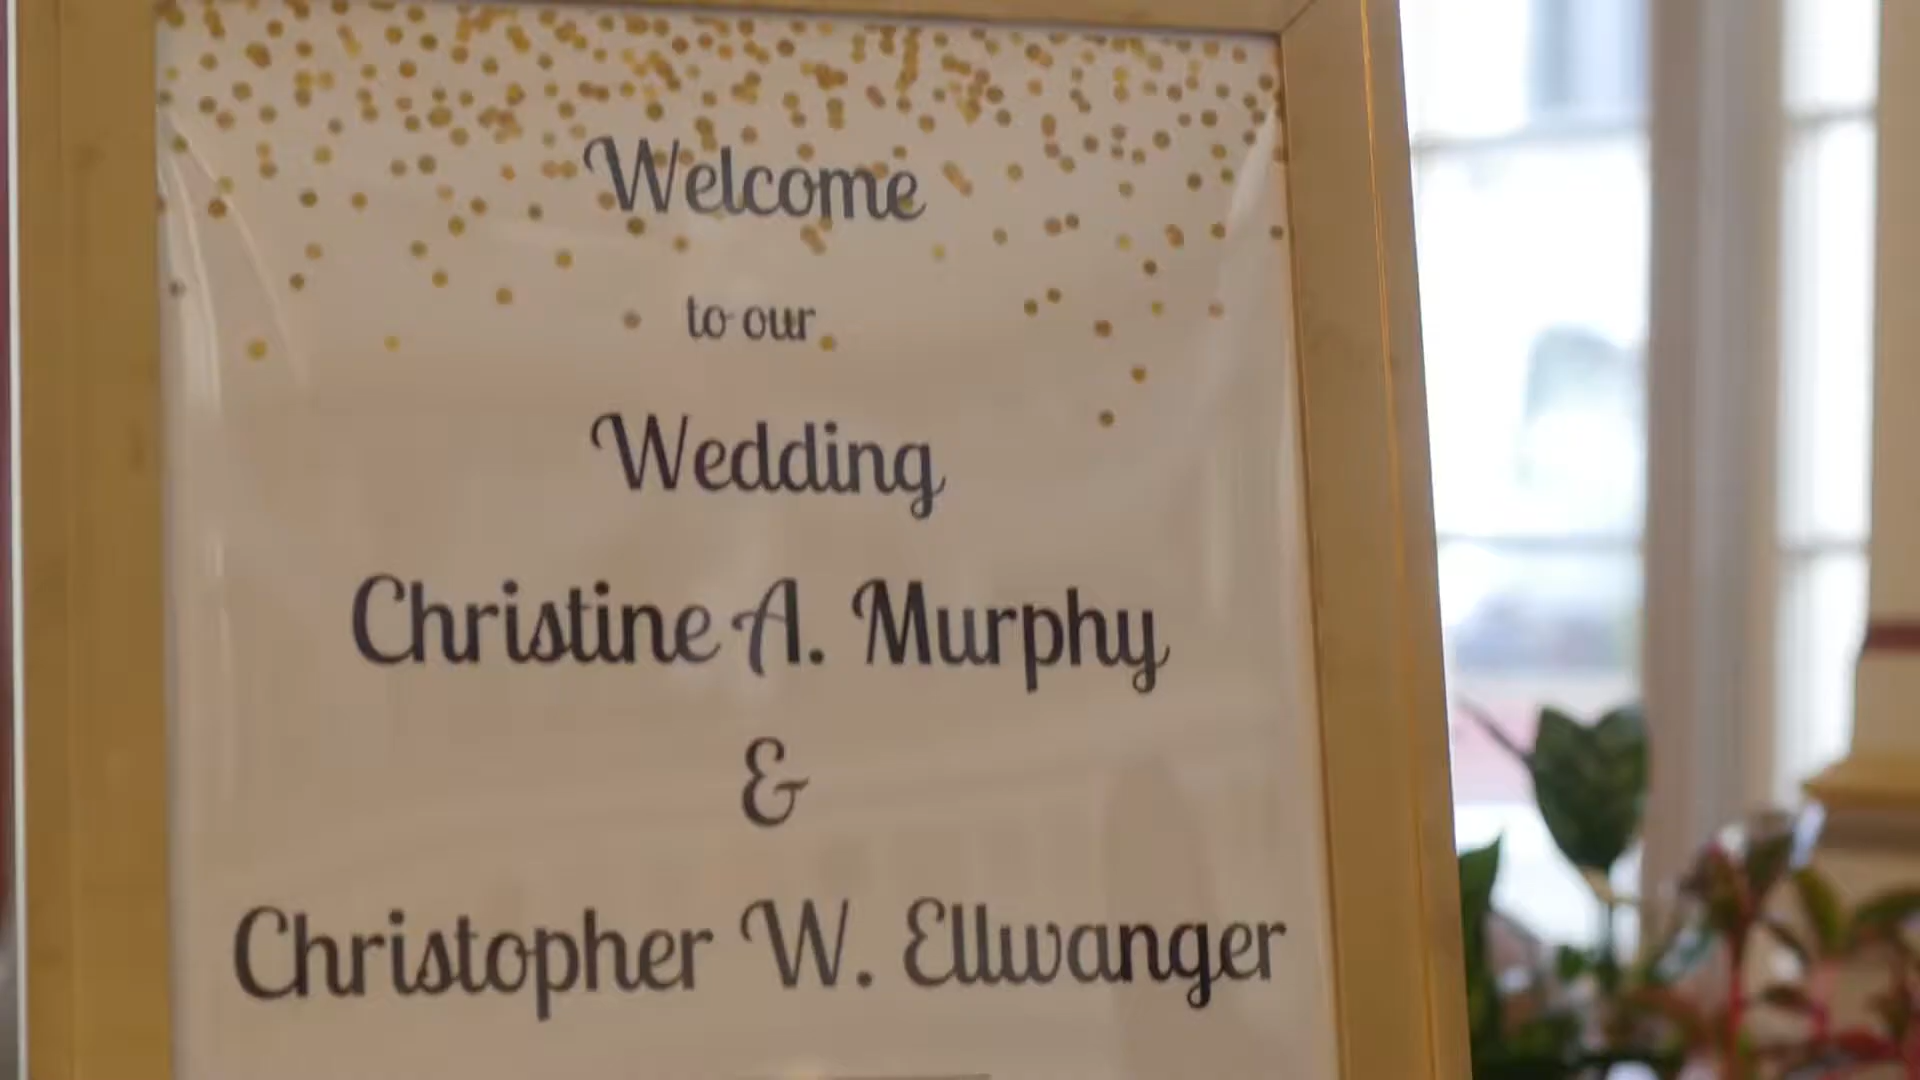 Welcome
to our
Wedding
Christine A. Murphy
&
Christopher W. Ellwanger